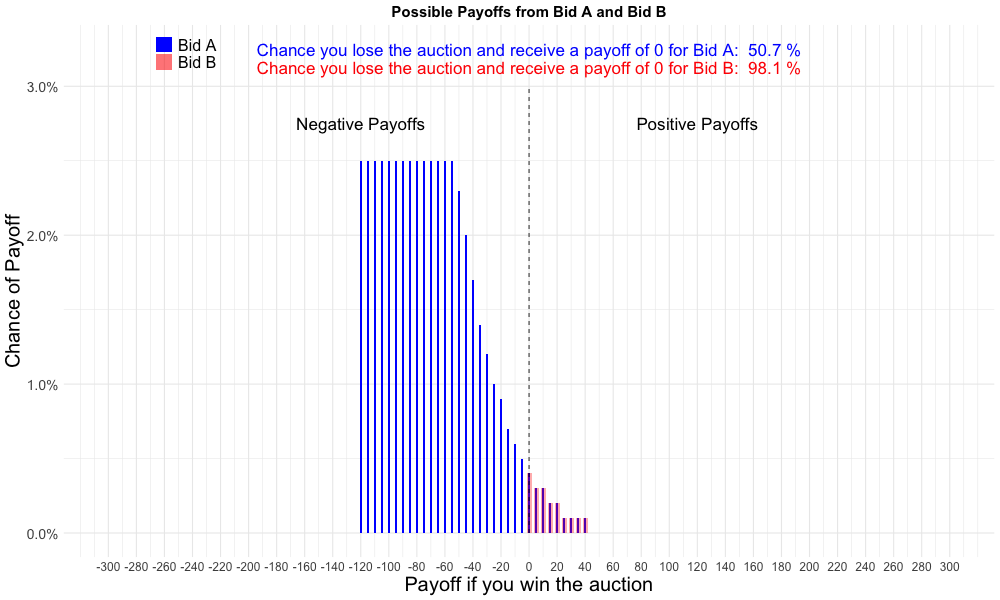 Possible Payoffs from Bid A and Bid B
Bid A
Bid B
Chance you lose the auction and receive a payoff of 0 for Bid A: 50.7 %
Chance you lose the auction and receive a payoff of 0 for Bid B: 98.1 %
Negative Payoffs
Positive Payoffs
Chance of Payoff
3.0%
2.0%
1.0%
0.0%
-300 -280 -260 -240 -220 -200 -180 -160 -140 -120 -100 -80 -60 -40 -20 0 20 40 60 80 100 120 140 160 180 200 220 240 260 280 300
Payoff if you win the auction